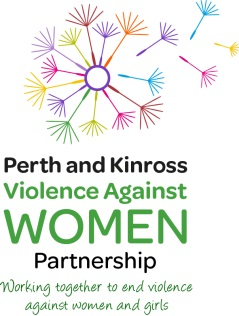 Perth and Kinross
Violence Against
WOMEN
Partnership
Working together to end violence
against women and girls